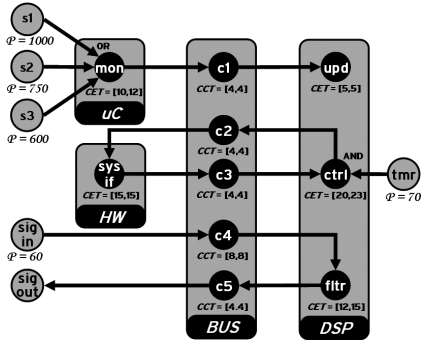 s1
P = 1000
OR
s2
P = 750
mon
CET = [10,12]
c1
CCT = [4,4]
upd
CET = [5,5]
s3
P = 600
uC
c2
CCT = [4,4]
sys
if
CET = [15,15]
HW
c3
CCT = [4,4]
AND
ctrl
CET = [20,23]
tmr
P = 70
sig
in
P = 60
c4
CCT = [8,8]
sig
out
c5
CCT = [4.4]
fltr
CET = [12,15]
BUS
DSP